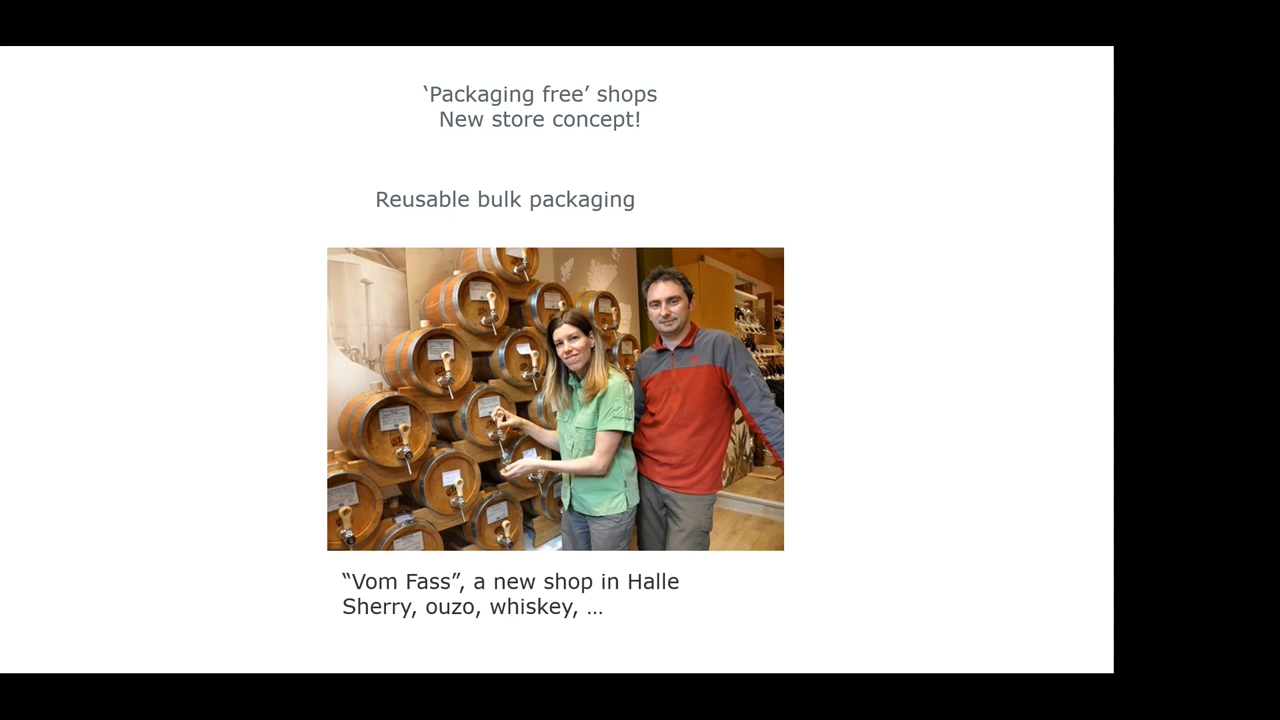 ‘Packaging free’ shops
New store concept!
Reusable bulk packaging
“Vom Fass”, a new shop in Halle
Sherry, ouzo, whiskey, …